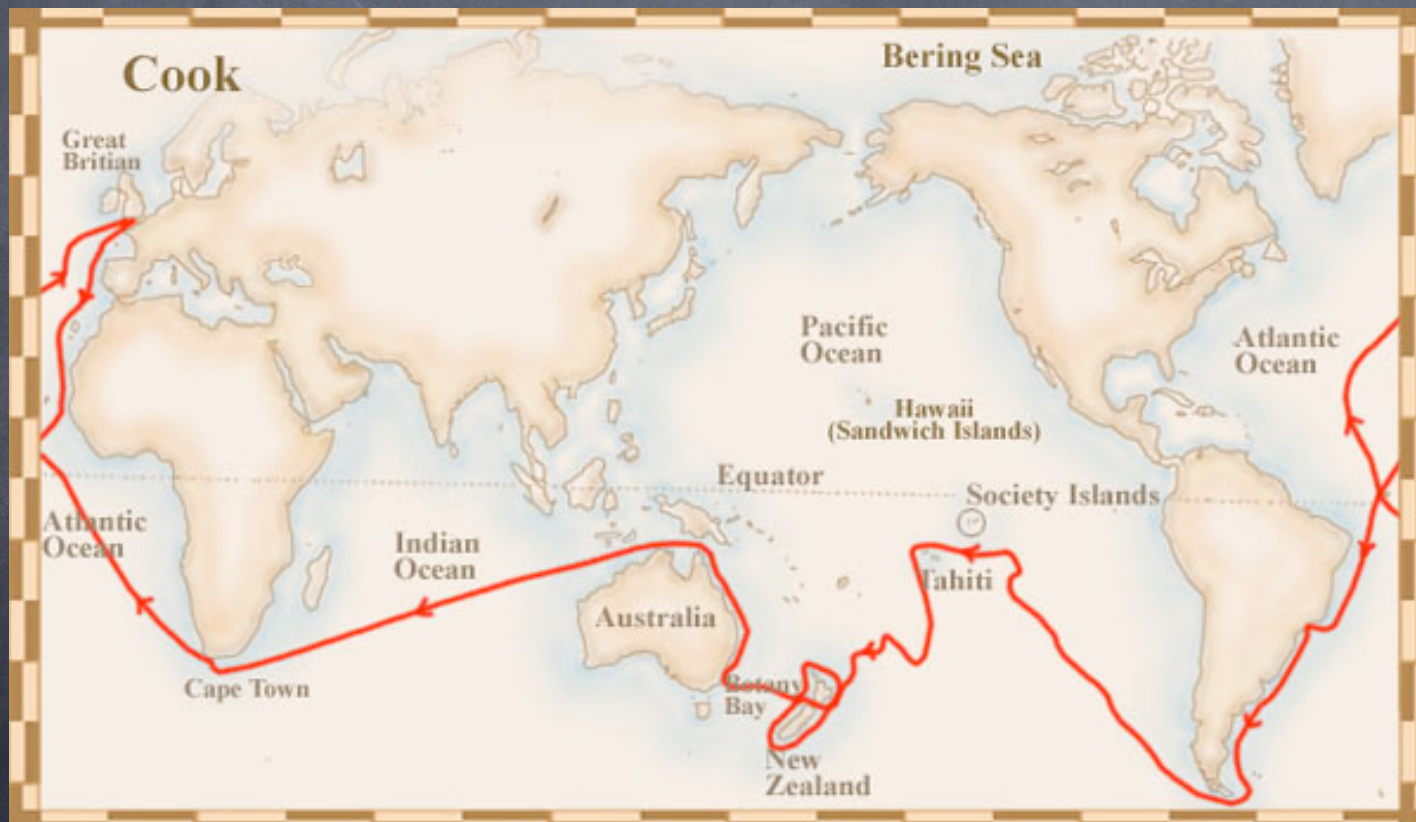 Cook
Bering Sea
Great
Britian
Pacific
Ocean
Atlantic
Ocean
Hawaii
(Sandwich Islands)
Equator
Society Islands
Atlantic
Ocean
Indian
Ocean
Tahiti
Australia
Cape Town
Botany
Bay
New
Zealand